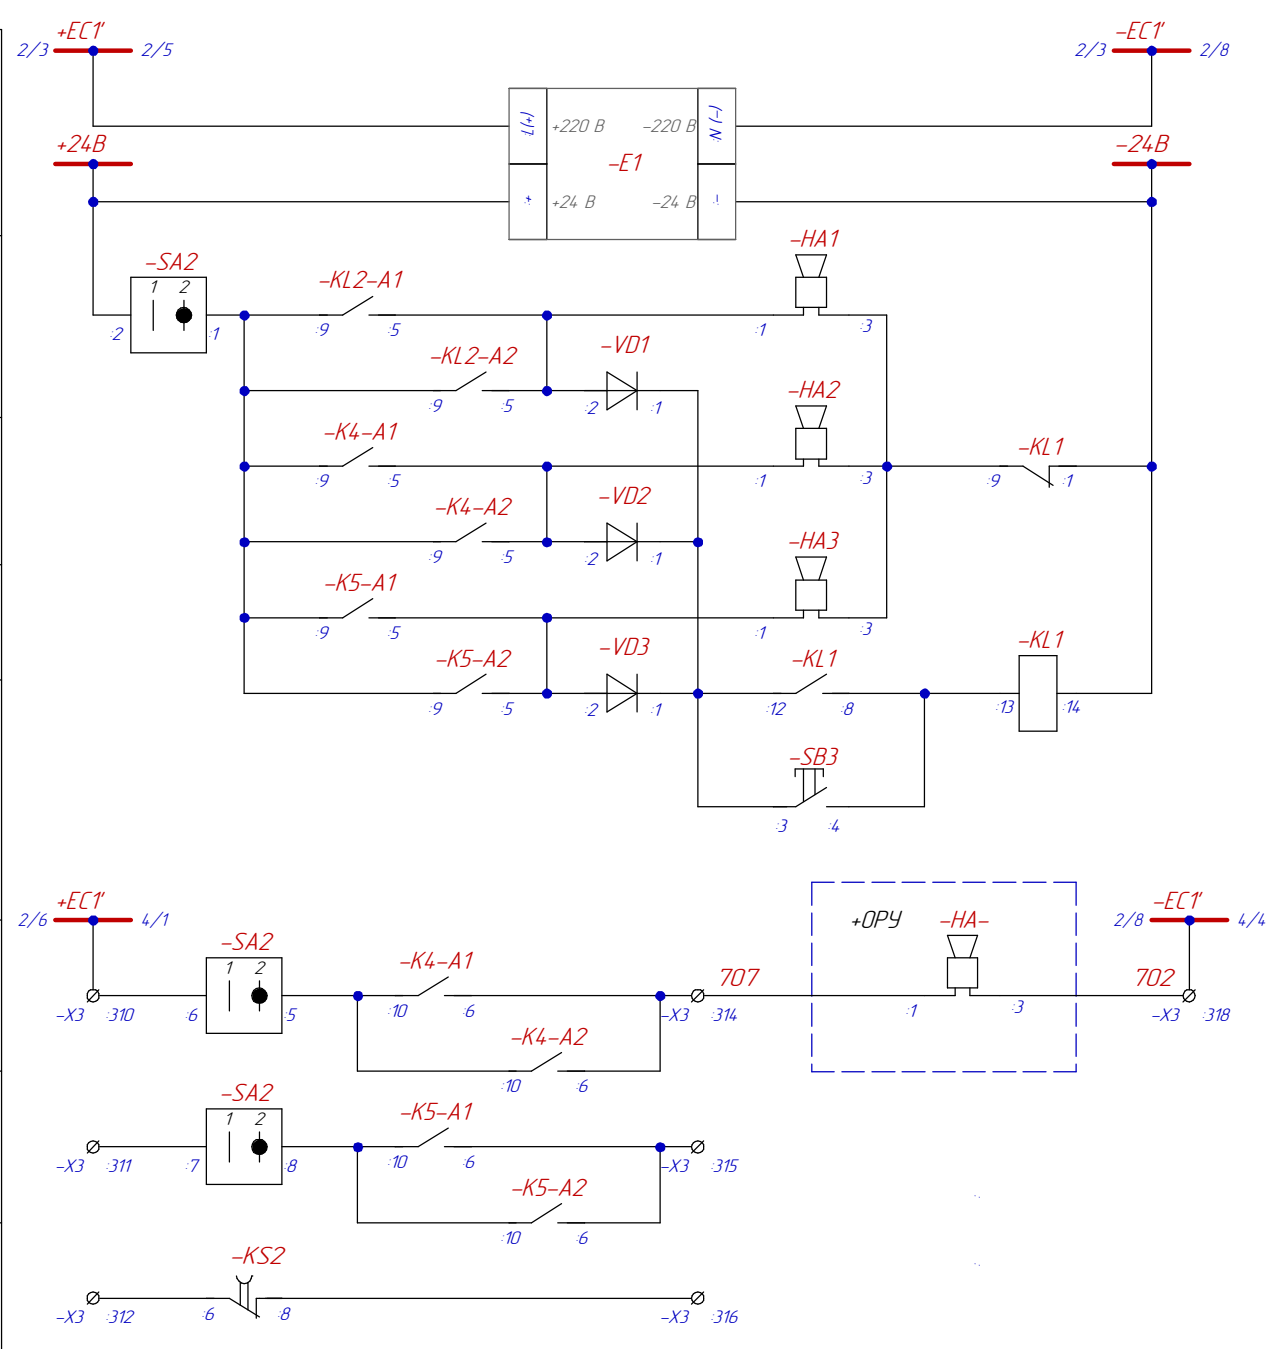 +EC1' -EC1'
2/3 2/5 2/3 2/8
L(+) +220 В -220 В N(-)
+24В -24В
-E1
+ +24 В -24 В -
-HA1
-SA2
1 2 -KL2-A1
:2 :1 :9 :5 :1 :3
-KL2-A2 -VD1
:9 :5 :2 :1
-HA2
-K4-A1 -KL1
:9 :5 :1 :3 :9 :1
-K4-A2 -VD2
:9 :5 :2 :1
-HA3
-K5-A1
:9 :5 :1 :3
-K5-A2 -VD3 -KL1 -KL1
:9 :5 :2 :1 :12 :8 :13 :14
-SB3
:3 :4
+EC1' -EC1'
2/6 4/1 +ОРУ -HA- 2/8 4/4
-SA2
1 2 -K4-A1 707 702
-X3 :310 :6 :5 :10 :6 -X3 :314 :1 :3 -X3 :318
-K4-A2
:10 :6
-SA2
1 2 -K5-A1
-X3 :311 :7 :8 :10 :6 -X3 :315
-K5-A2
:10 :6
-KS2
-X3 :312 :6 :8 -X3 :316